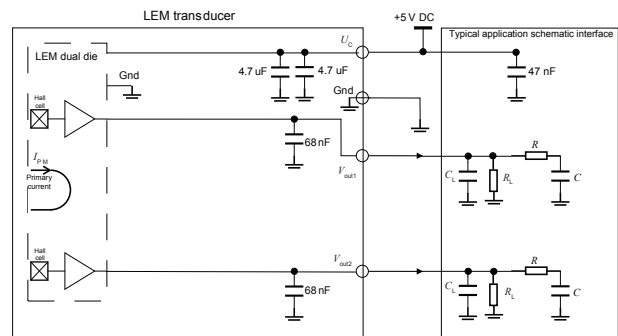 LEM transducer
+5 V DC
Typical application schematic interface
U_C
LEM dual die
4.7 uF
4.7 uF
47 nF
Gnd
Gnd
Hall
cell
68 nF
R
I_PM
Primary
current
V_out1
C_L
R_L
C
Hall
cell
V_out2
R
68 nF
C_L
R_L
C